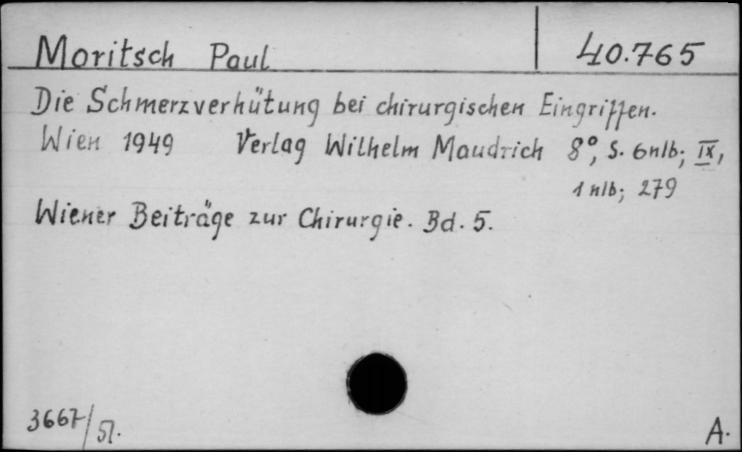 Moritsch Paul 40.765
Die Schmerzverhütung bei chirurgischen Eingriffen.
Wien 1949 Verlag Wilhelm Maudrich 8°, S. 6nlb; IX,
1 nlb; 279
Wiener Beiträge zur Chirurgie. Bd. 5.
3667/51.
A.